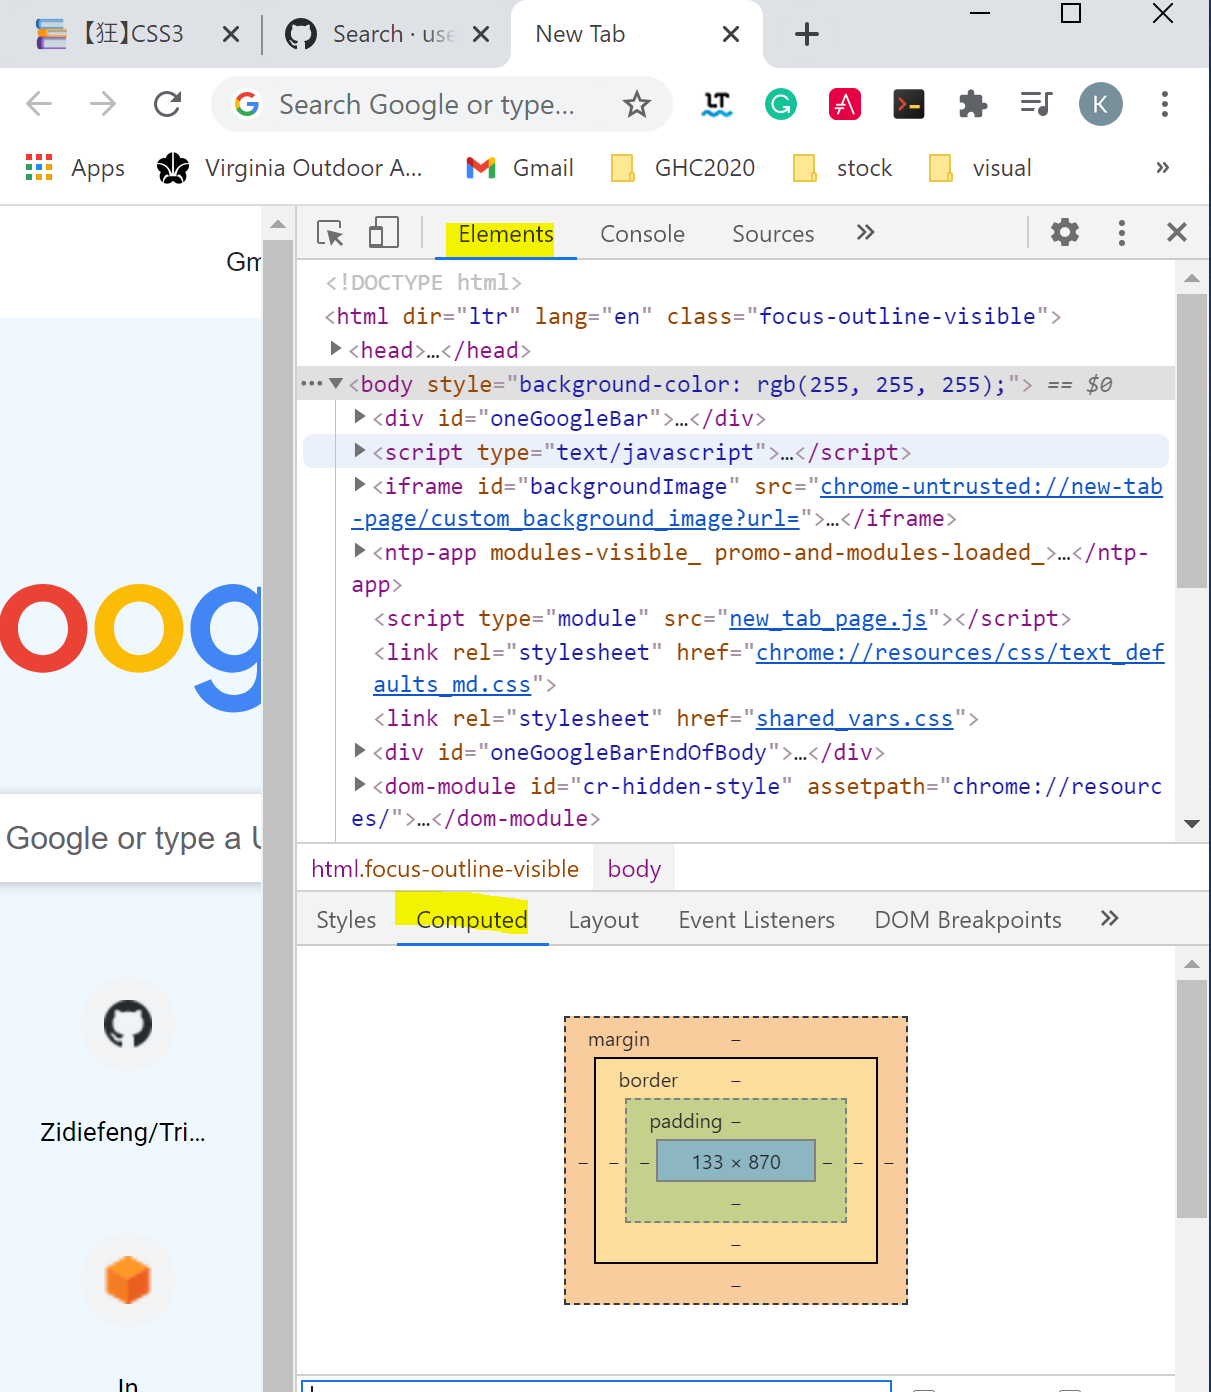 【狂】CSS3
Search · use
New Tab
Search Google or type...
LT
K
Apps
Virginia Outdoor A...
Gmail
GHC2020
stock
visual
»
Gm
Elements
Console
Sources
»
<!DOCTYPE html>
<html dir="ltr" lang="en" class="focus-outline-visible">
<head>…</head>
<body style="background-color: rgb(255, 255, 255);"> == $0
<div id="oneGoogleBar">…</div>
<script type="text/javascript">…</script>
<iframe id="backgroundImage" src="chrome-untrusted://new-tab
-page/custom_background_image?url=">…</iframe>
<ntp-app modules-visible_ promo-and-modules-loaded_>…</ntp-
app>
<script type="module" src="new_tab_page.js"></script>
<link rel="stylesheet" href="chrome://resources/css/text_def
aults_md.css">
<link rel="stylesheet" href="shared_vars.css">
<div id="oneGoogleBarEndOfBody">…</div>
<dom-module id="cr-hidden-style" assetpath="chrome://resourc
es/">…</dom-module>
oog
Google or type a U
html.focus-outline-visible
body
Styles
Computed
Layout
Event Listeners
DOM Breakpoints
»
margin –
border –
padding –
– – – 133 × 870 – – –
–
–
–
Zidiefeng/Tri...
In